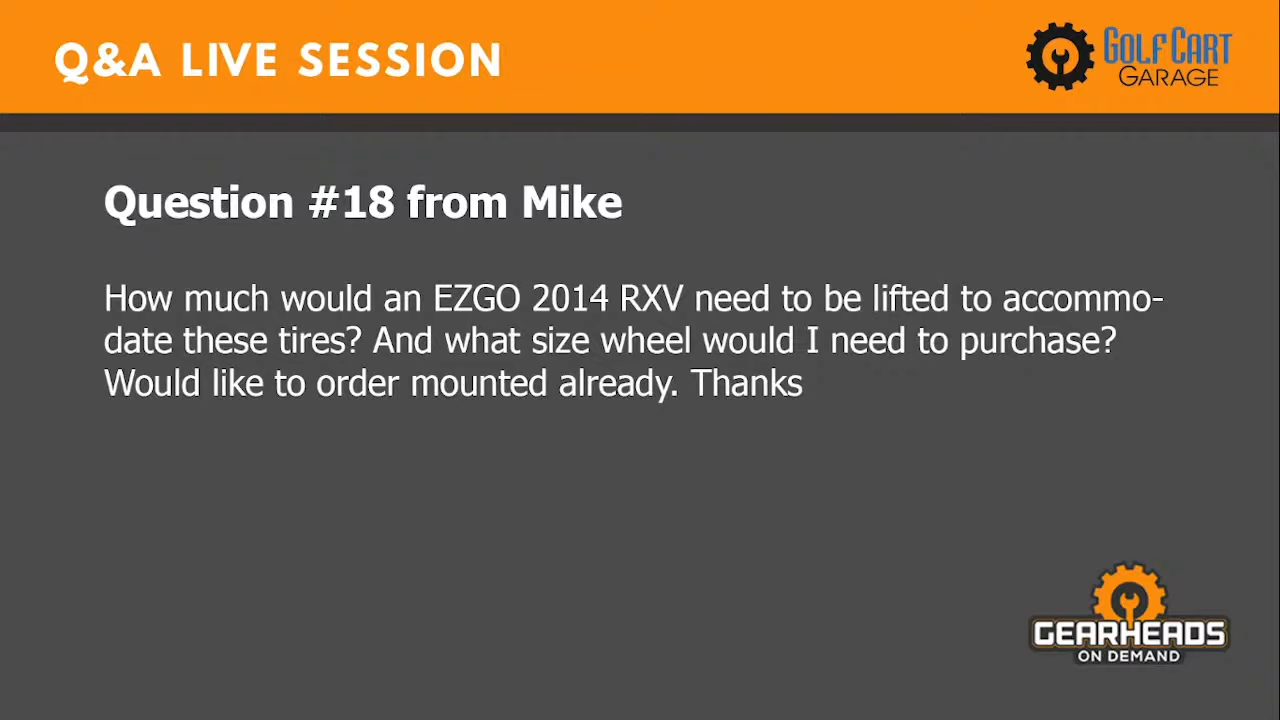 Q&A LIVE SESSION
GOLF CART
GARAGE
Question #18 from Mike
How much would an EZGO 2014 RXV need to be lifted to accommo-
date these tires? And what size wheel would I need to purchase?
Would like to order mounted already. Thanks
GEARHEADS
ON DEMAND